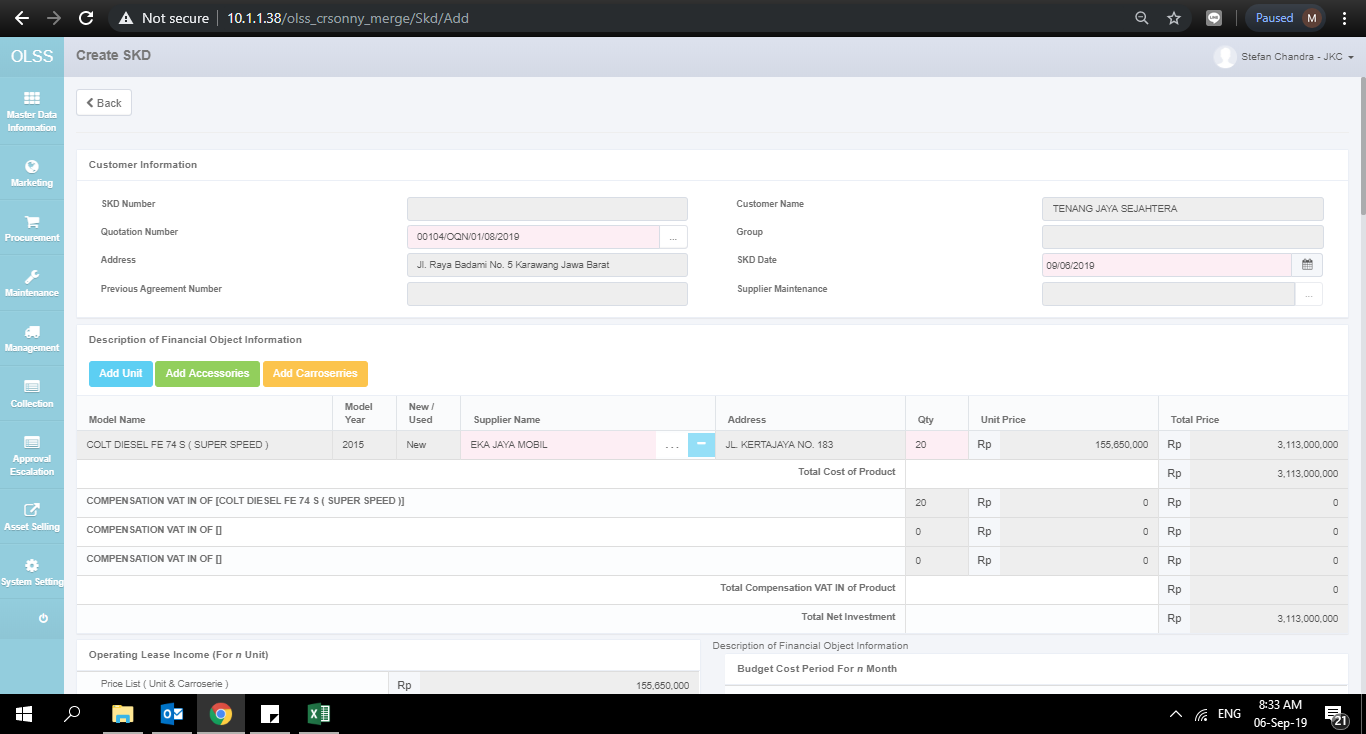 Not secure 10.1.1.38/olss_crsonny_merge/Skd/Add Paused M
OLSS Create SKD Stefan Chandra - JKC
Back
Master Data
Information
Marketing
Procurement
Maintenance
Management
Collection
Approval
Escalation
Asset Selling
System Setting
Customer Information
SKD Number Customer Name TENANG JAYA SEJAHTERA
Quotation Number 00104/OQN/01/08/2019 ... Group
Address Jl. Raya Badami No. 5 Karawang Jawa Barat SKD Date 09/06/2019
Previous Agreement Number Supplier Maintenance ...
Description of Financial Object Information
Add Unit Add Accessories Add Carroserries
Model Name Model Year New / Used Supplier Name Address Qty Unit Price Total Price
COLT DIESEL FE 74 S ( SUPER SPEED ) 2015 New EKA JAYA MOBIL ... JL. KERTAJAYA NO. 183 20 Rp 155,650,000 Rp 3,113,000,000
Total Cost of Product Rp 3,113,000,000
COMPENSATION VAT IN OF [COLT DIESEL FE 74 S ( SUPER SPEED )] 20 Rp 0 Rp 0
COMPENSATION VAT IN OF [] 0 Rp 0 Rp 0
COMPENSATION VAT IN OF [] 0 Rp 0 Rp 0
Total Compensation VAT IN of Product Rp 0
Total Net Investment Rp 3,113,000,000
Operating Lease Income (For n Unit) Description of Financial Object Information
Budget Cost Period For n Month
Price List ( Unit & Carroserie ) Rp 155,650,000
ENG 8:33 AM
06-Sep-19 21